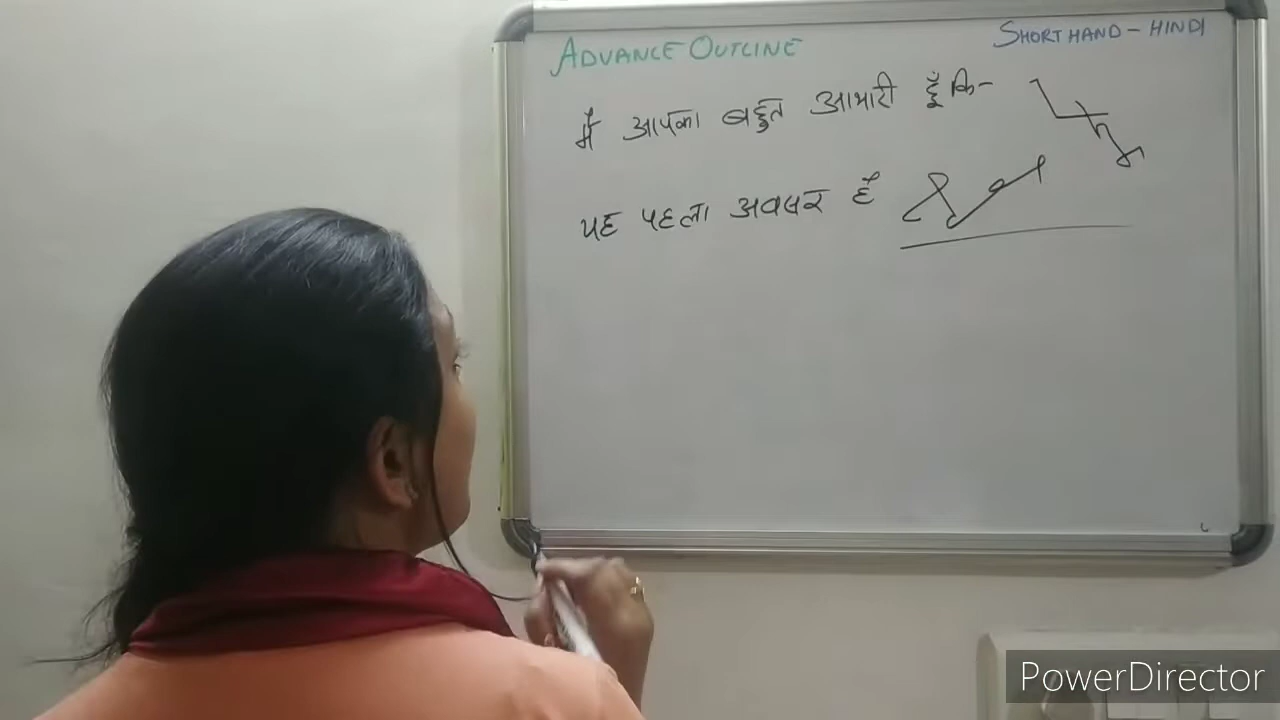 ADVANCE OUTLINE
SHORT HAND - HINDI
मैं आपका बहुत आभारी हूँ कि-
यह पहला अवसर है
PowerDirector